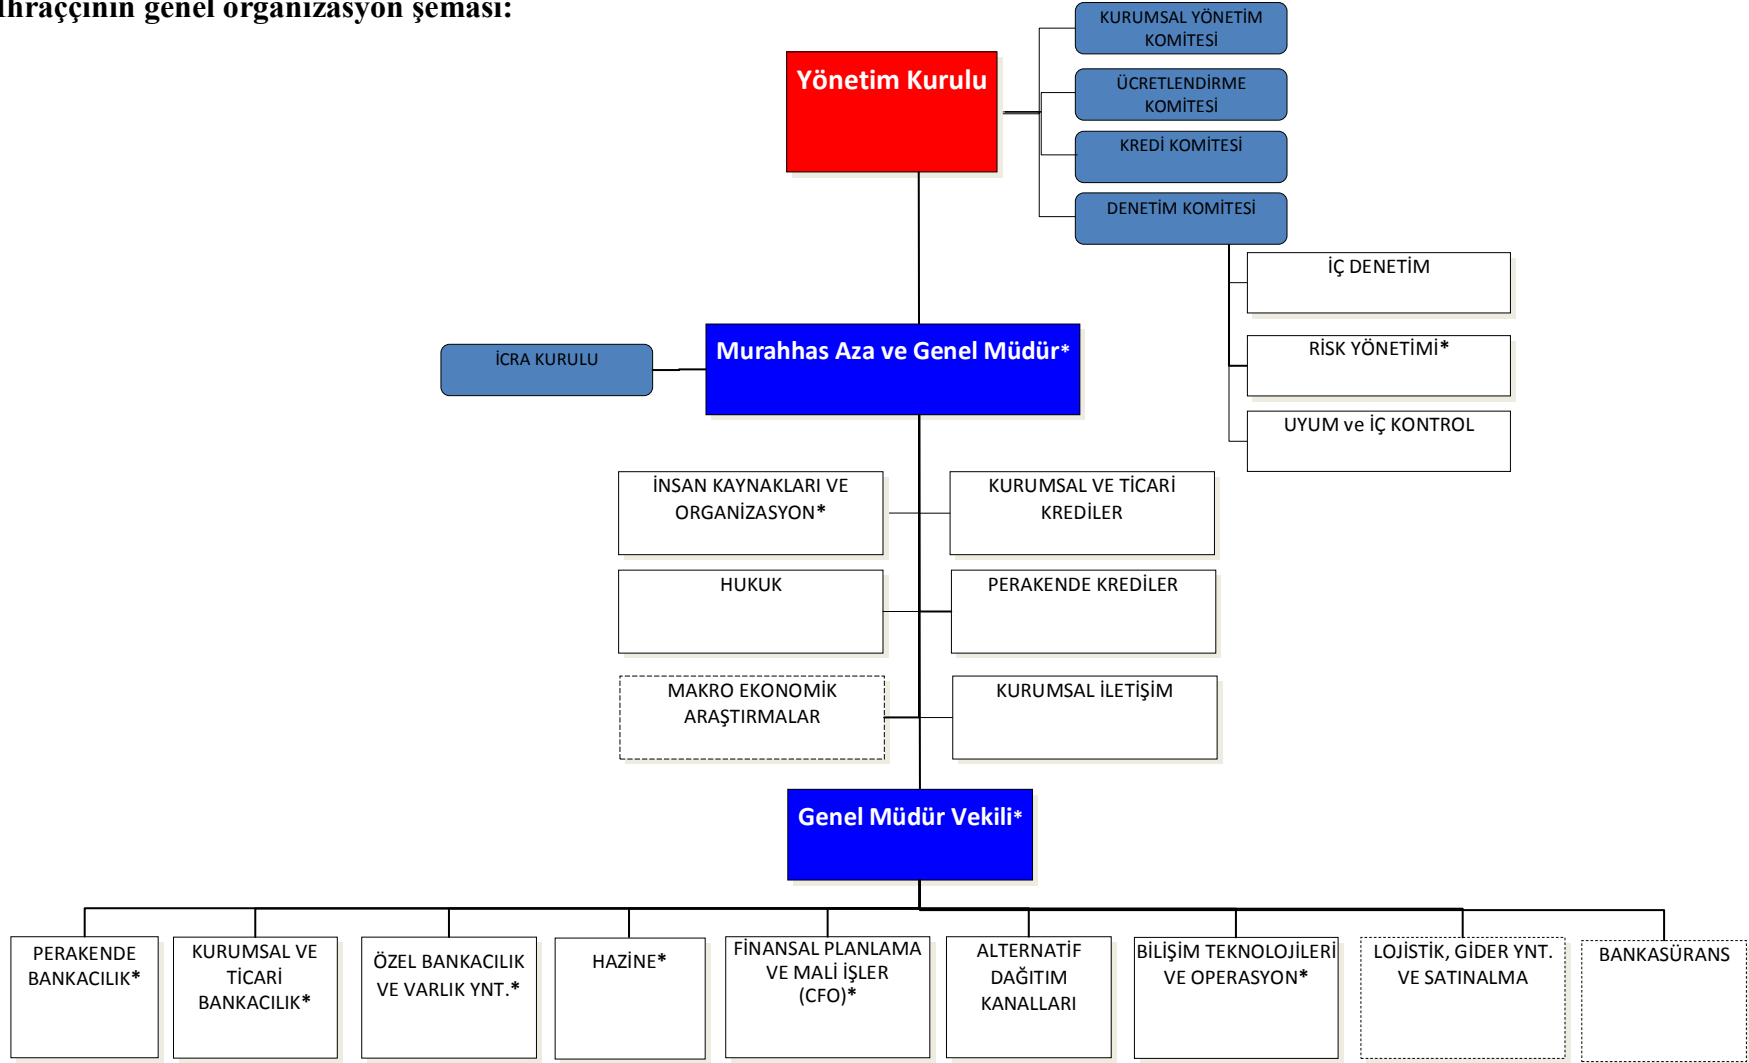 İhraççının genel organizasyon şeması:
KURUMSAL YÖNETİM
KOMİTESİ
Yönetim Kurulu
ÜCRETLENDİRME
KOMİTESİ
KREDİ KOMİTESİ
DENETİM KOMİTESİ
İÇ DENETİM
RİSK YÖNETİMİ*
UYUM ve İÇ KONTROL
Murahhas Aza ve Genel Müdür*
İCRA KURULU
İNSAN KAYNAKLARI VE
ORGANİZASYON*
KURUMSAL VE TİCARİ
KREDİLER
HUKUK
PERAKENDE KREDİLER
MAKRO EKONOMİK
ARAŞTIRMALAR
KURUMSAL İLETİŞİM
Genel Müdür Vekili*
PERAKENDE
BANKACILIK*
KURUMSAL VE
TİCARİ
BANKACILIK*
ÖZEL BANKACILIK
VE VARLIK YNT.*
HAZİNE*
FİNANSAL PLANLAMA
VE MALİ İŞLER
(CFO)*
ALTERNATİF
DAĞITIM
KANALLARI
BİLİŞİM TEKNOLOJİLERİ
VE OPERASYON*
LOJİSTİK, GİDER YNT.
VE SATINALMA
BANKASÜRANS